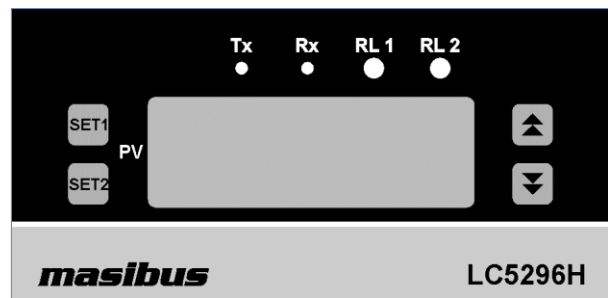 Tx Rx RL 1 RL 2
SET1
PV
SET2
masibus LC5296H